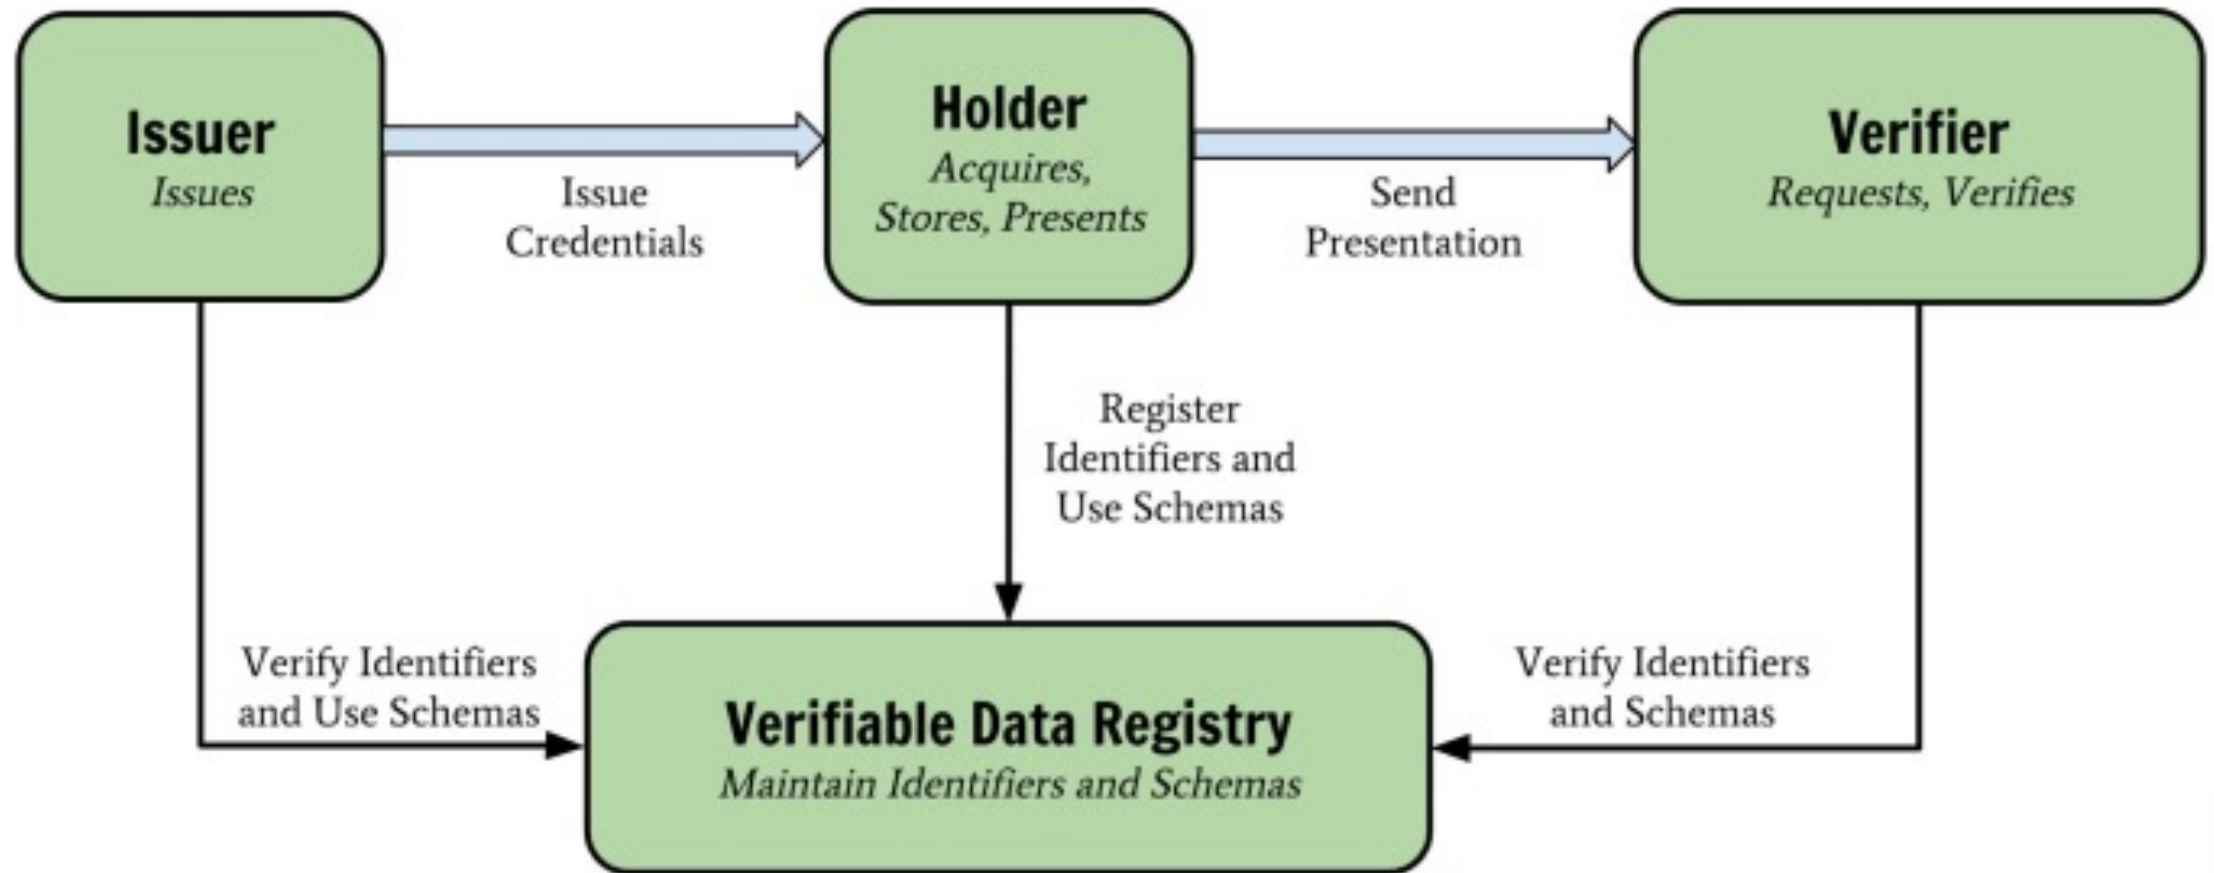 Issuer
Issues
Issue
Credentials
Holder
Acquires,
Stores, Presents
Send
Presentation
Verifier
Requests, Verifies
Register
Identifiers and
Use Schemas
Verify Identifiers
and Use Schemas
Verifiable Data Registry
Maintain Identifiers and Schemas
Verify Identifiers
and Schemas